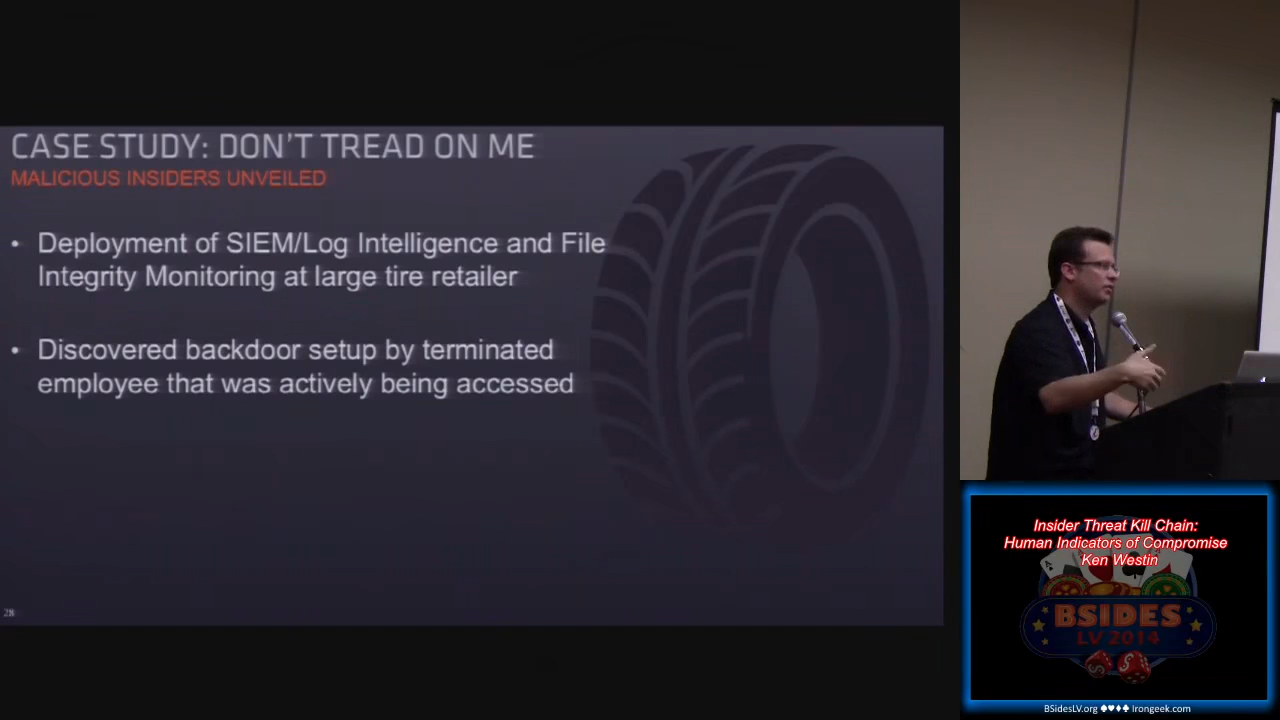 CASE STUDY: DON'T TREAD ON ME
MALICIOUS INSIDERS UNVEILED
• Deployment of SIEM/Log Intelligence and File
Integrity Monitoring at large tire retailer
• Discovered backdoor setup by terminated
employee that was actively being accessed
28
Insider Threat Kill Chain:
Human Indicators of Compromise
Ken Westin
BSIDES
LV 2014
BSidesLV.org ♠♥♦♣ Irongeek.com